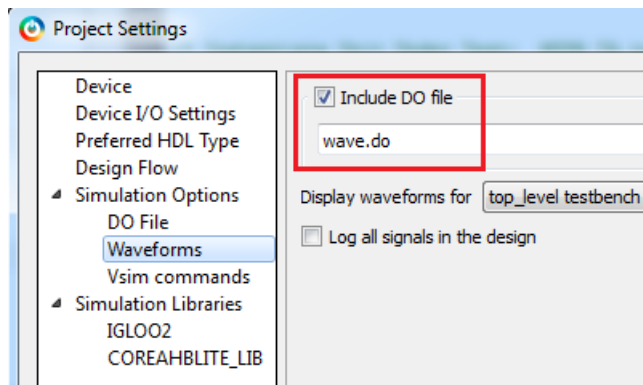 Project Settings
Device
Device I/O Settings
Preferred HDL Type
Design Flow
Simulation Options
DO File
Waveforms
Vsim commands
Simulation Libraries
IGLOO2
COREAHBLITE_LIB
Include DO file
wave.do
Display waveforms for top_level testbench
Log all signals in the design